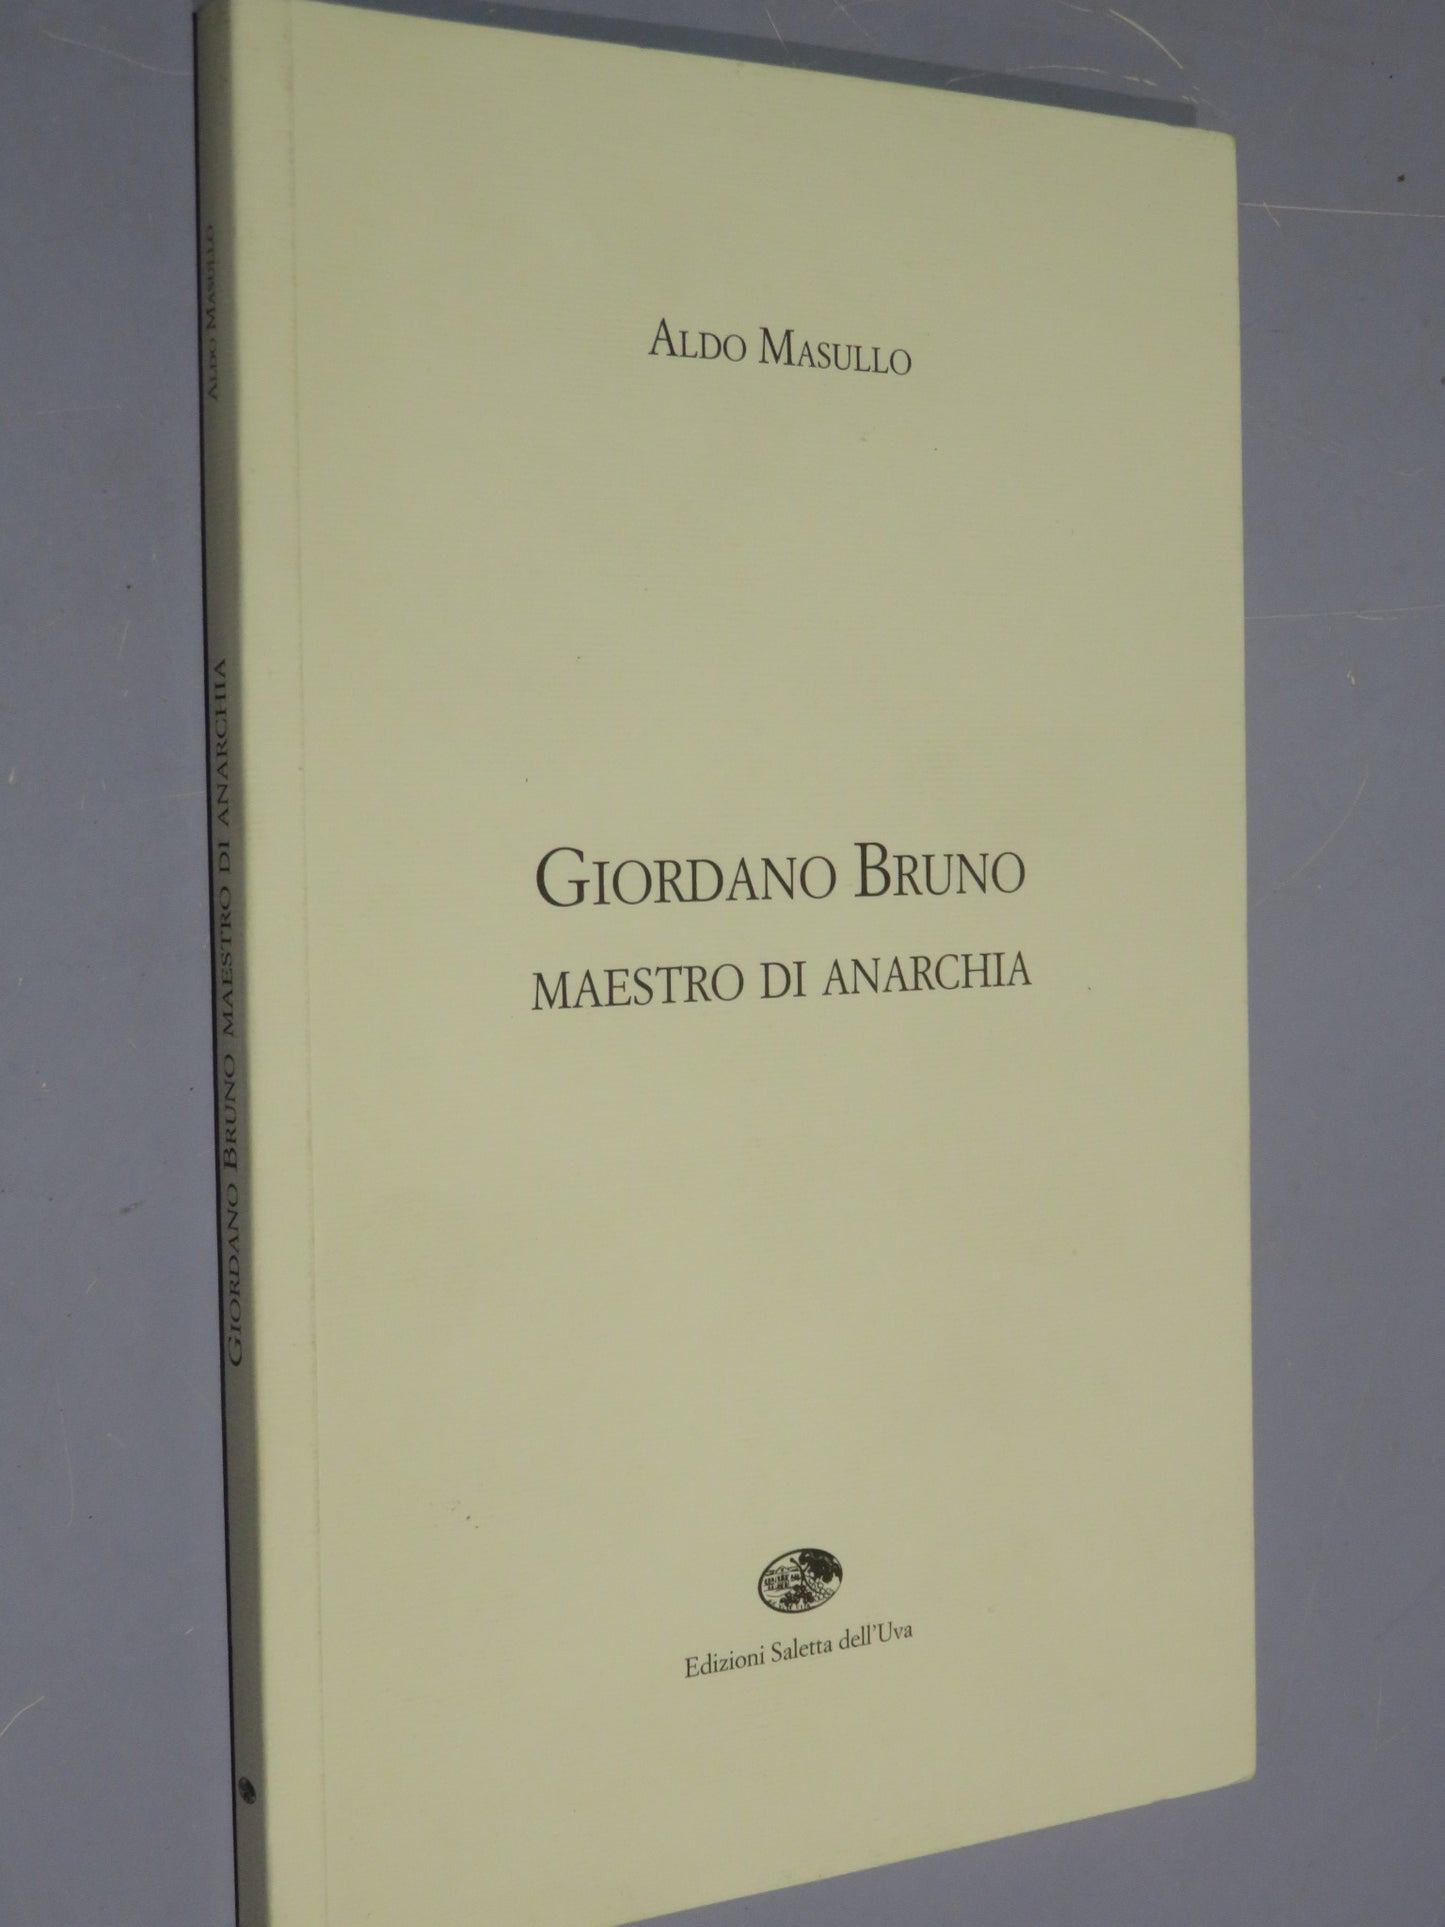 Aldo Masullo
Giordano Bruno
maestro di anarchia
Edizioni Saletta dell'Uva
Giordano Bruno maestro di anarchia
Aldo Masullo